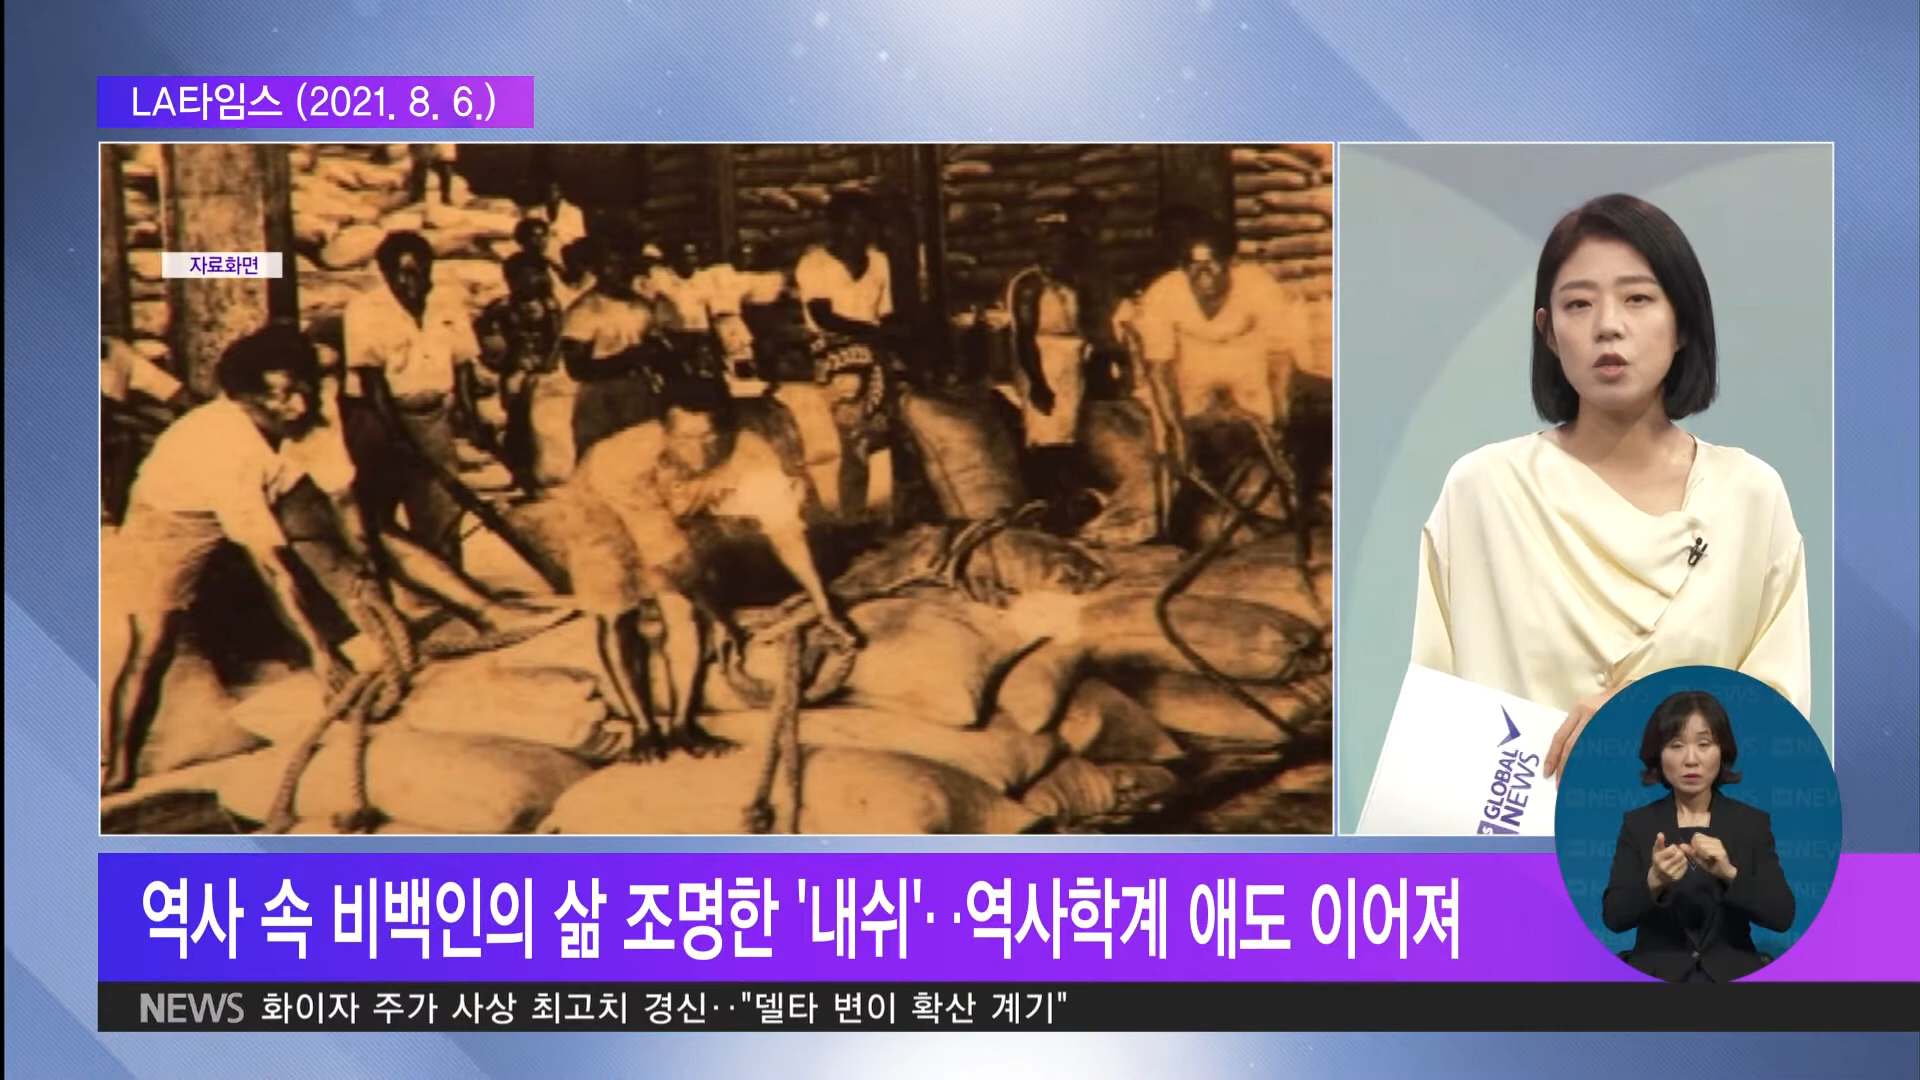 LA타임스 (2021. 8. 6.)
자료화면
GLOBAL
NEWS
역사 속 비백인의 삶 조명한 '내쉬'··역사학계 애도 이어져
NEWS 화이자 주가 사상 최고치 경신··"델타 변이 확산 계기"